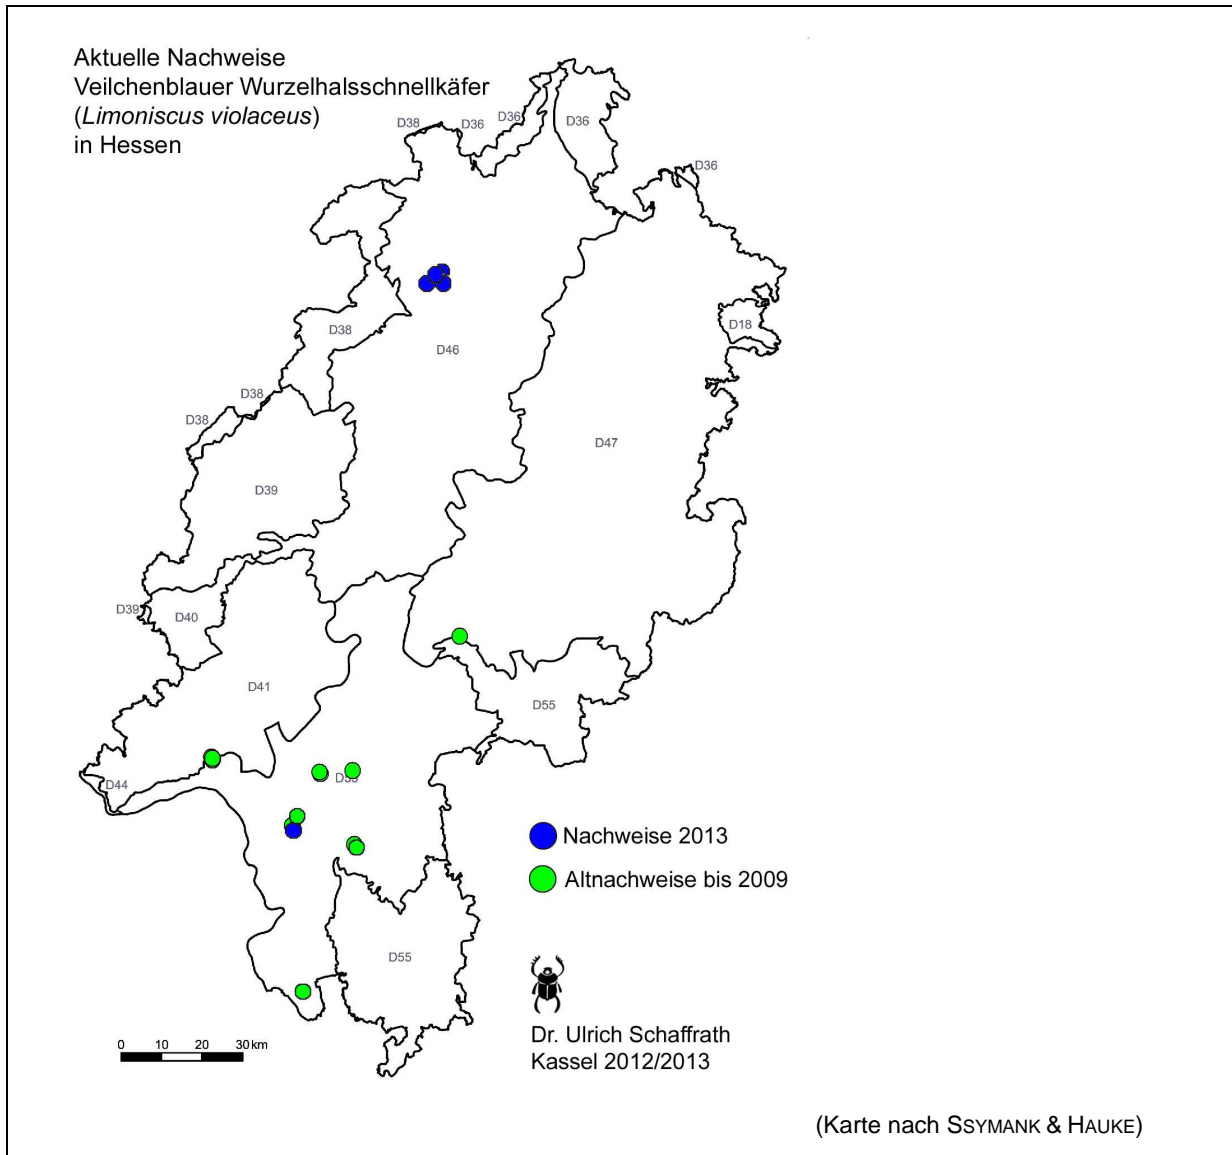 Aktuelle Nachweise
Veilchenblauer Wurzelhalsschnellkäfer
(Limoniscus violaceus)
in Hessen
D38
D36
D36
D36
D36
D18
D38
D46
D38
D38
D47
D39
D39
D40
D41
D55
D44
Nachweise 2013
Altnachweise bis 2009
D55
Dr. Ulrich Schaffrath
Kassel 2012/2013
0 10 20 30 km
(Karte nach SSYMANK & HAUKE)